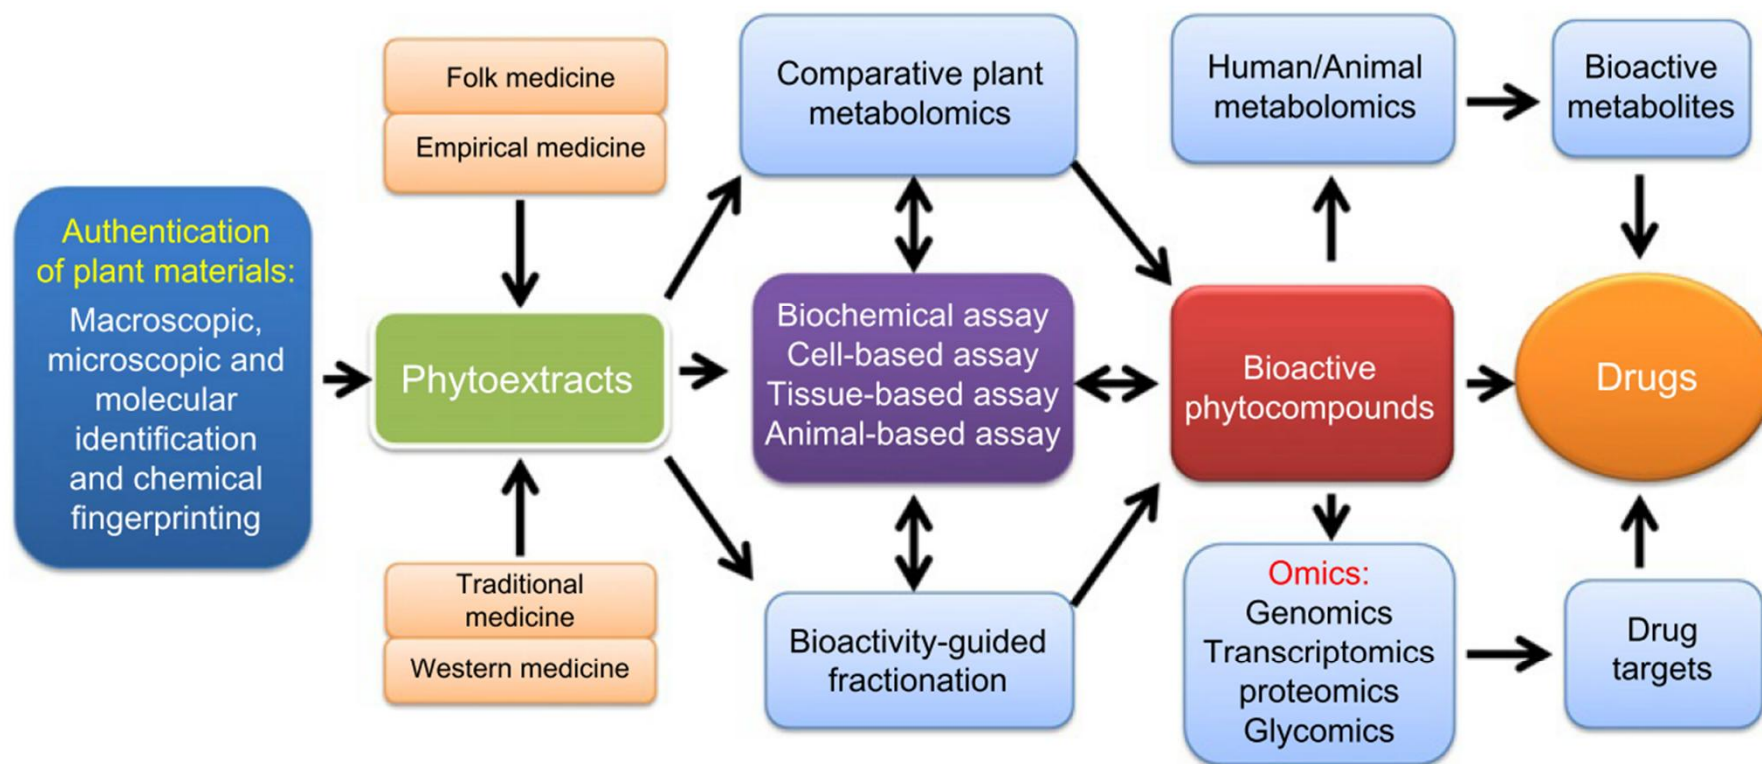 Authentication
of plant materials:
Macroscopic,
microscopic and
molecular
identification
and chemical
fingerprinting
Folk medicine
Empirical medicine
Phytoextracts
Traditional
medicine
Western medicine
Comparative plant
metabolomics
Biochemical assay
Cell-based assay
Tissue-based assay
Animal-based assay
Bioactivity-guided
fractionation
Human/Animal
metabolomics
Bioactive
phytocompounds
Omics:
Genomics
Transcriptomics
proteomics
Glycomics
Bioactive
metabolites
Drugs
Drug
targets